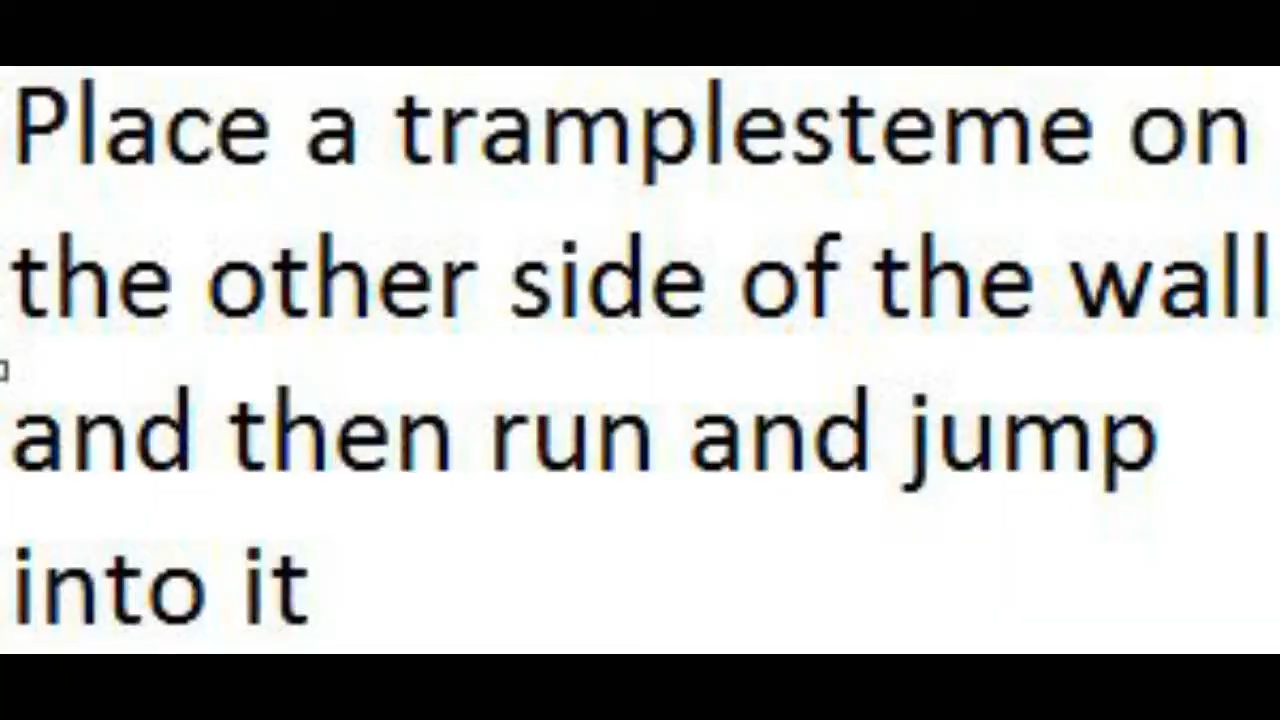 Place a tramplesteme on
the other side of the wall
and then run and jump
into it